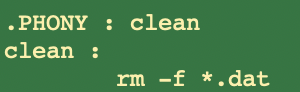 .PHONY : clean
clean :
        rm -f *.dat